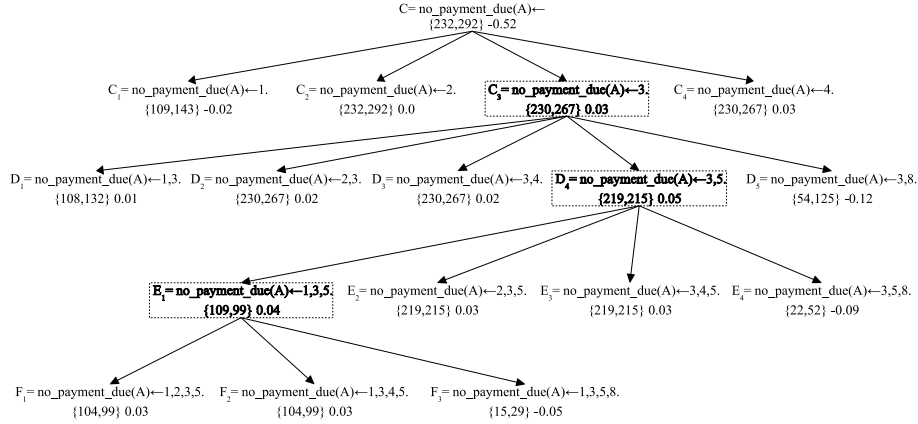 C= no_payment_due(A)←
{232,292} -0.52
C₁= no_payment_due(A)←1.
{109,143} -0.02
C₂= no_payment_due(A)←2.
{232,292} 0.0
C₃= no_payment_due(A)←3.
{230,267} 0.03
C₄= no_payment_due(A)←4.
{230,267} 0.03
D₁= no_payment_due(A)←1,3.
{108,132} 0.01
D₂= no_payment_due(A)←2,3.
{230,267} 0.02
D₃= no_payment_due(A)←3,4.
{230,267} 0.02
D₄= no_payment_due(A)←3,5.
{219,215} 0.05
D₅= no_payment_due(A)←3,8.
{54,125} -0.12
E₁= no_payment_due(A)←1,3,5.
{109,99} 0.04
E₂= no_payment_due(A)←2,3,5.
{219,215} 0.03
E₃= no_payment_due(A)←3,4,5.
{219,215} 0.03
E₄= no_payment_due(A)←3,5,8.
{22,52} -0.09
F₁= no_payment_due(A)←1,2,3,5.
{104,99} 0.03
F₂= no_payment_due(A)←1,3,4,5.
{104,99} 0.03
F₃= no_payment_due(A)←1,3,5,8.
{15,29} -0.05